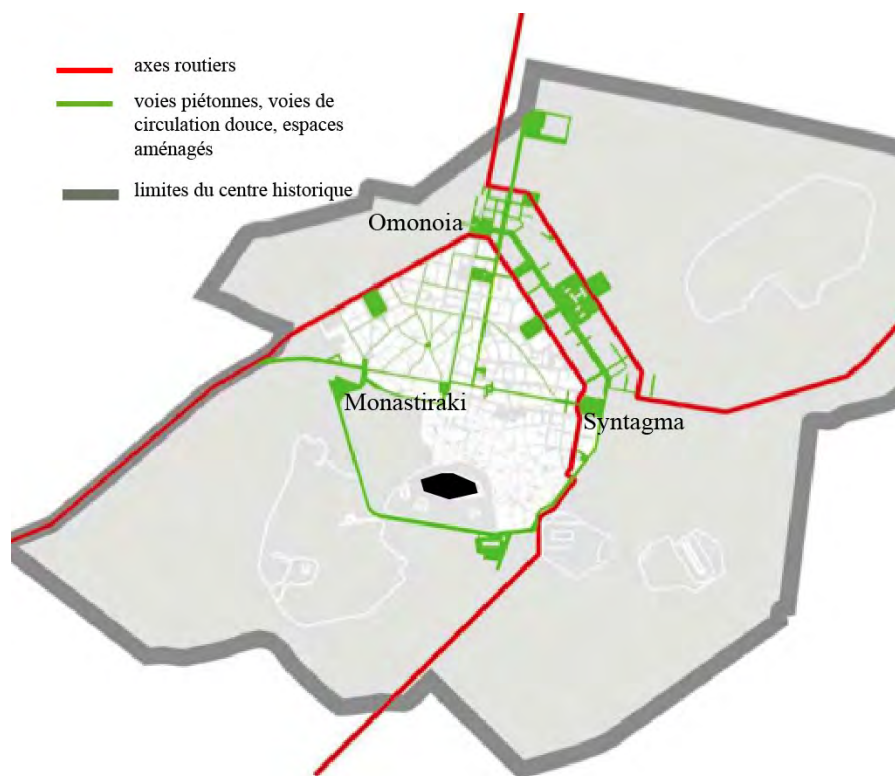 axes routiers
voies piétonnes, voies de
circulation douce, espaces
aménagés
limites du centre historique
Omonoia
Monastiraki
Syntagma